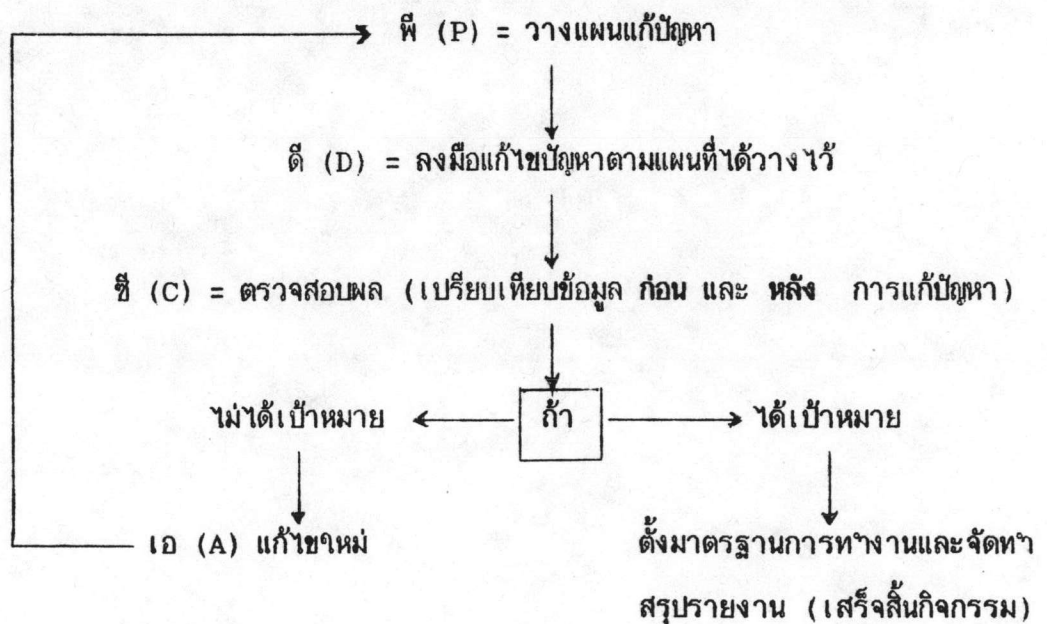 พี (P) = วางแผนแก้ปัญหา
ดี (D) = ลงมือแก้ไขปัญหาตามแผนที่ได้วางไว้
ซี (C) = ตรวจสอบผล (เปรียบเทียบข้อมูล ก่อน และ หลัง การแก้ปัญหา)
ไม่ได้เป้าหมาย ถ้า ได้เป้าหมาย
เอ (A) แก้ไขใหม่ ตั้งมาตรฐานการทำงานและจัดทำ
สรุปรายงาน (เสร็จสิ้นกิจกรรม)